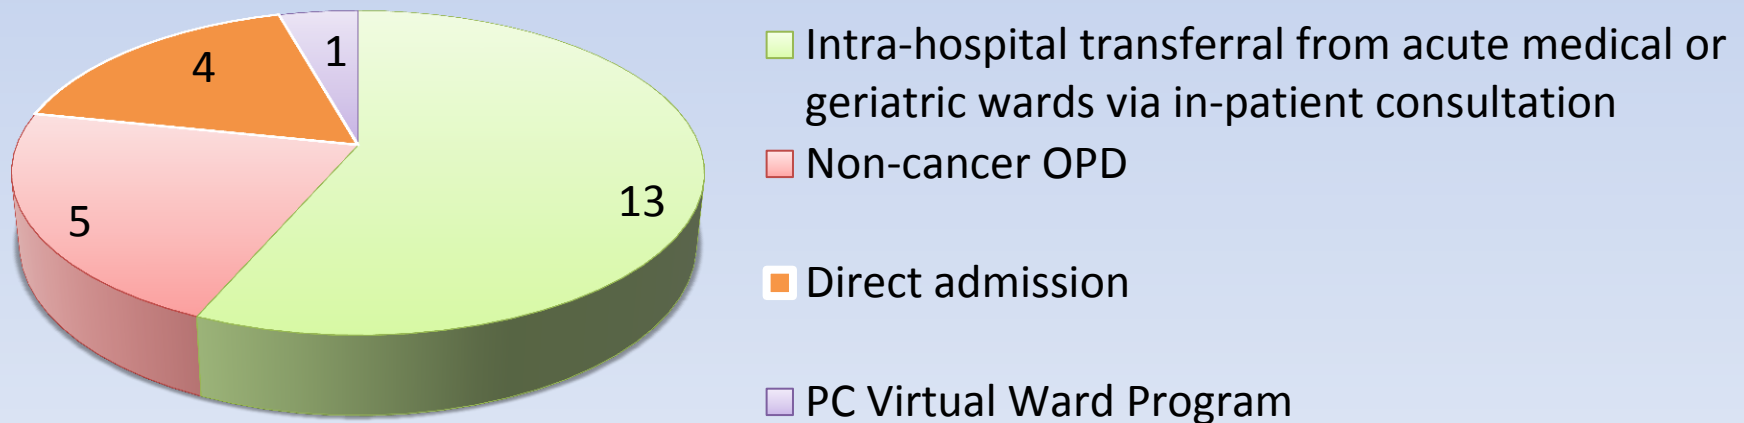 1
4
13
5
Intra-hospital transferral from acute medical or
geriatric wards via in-patient consultation
Non-cancer OPD
Direct admission
PC Virtual Ward Program